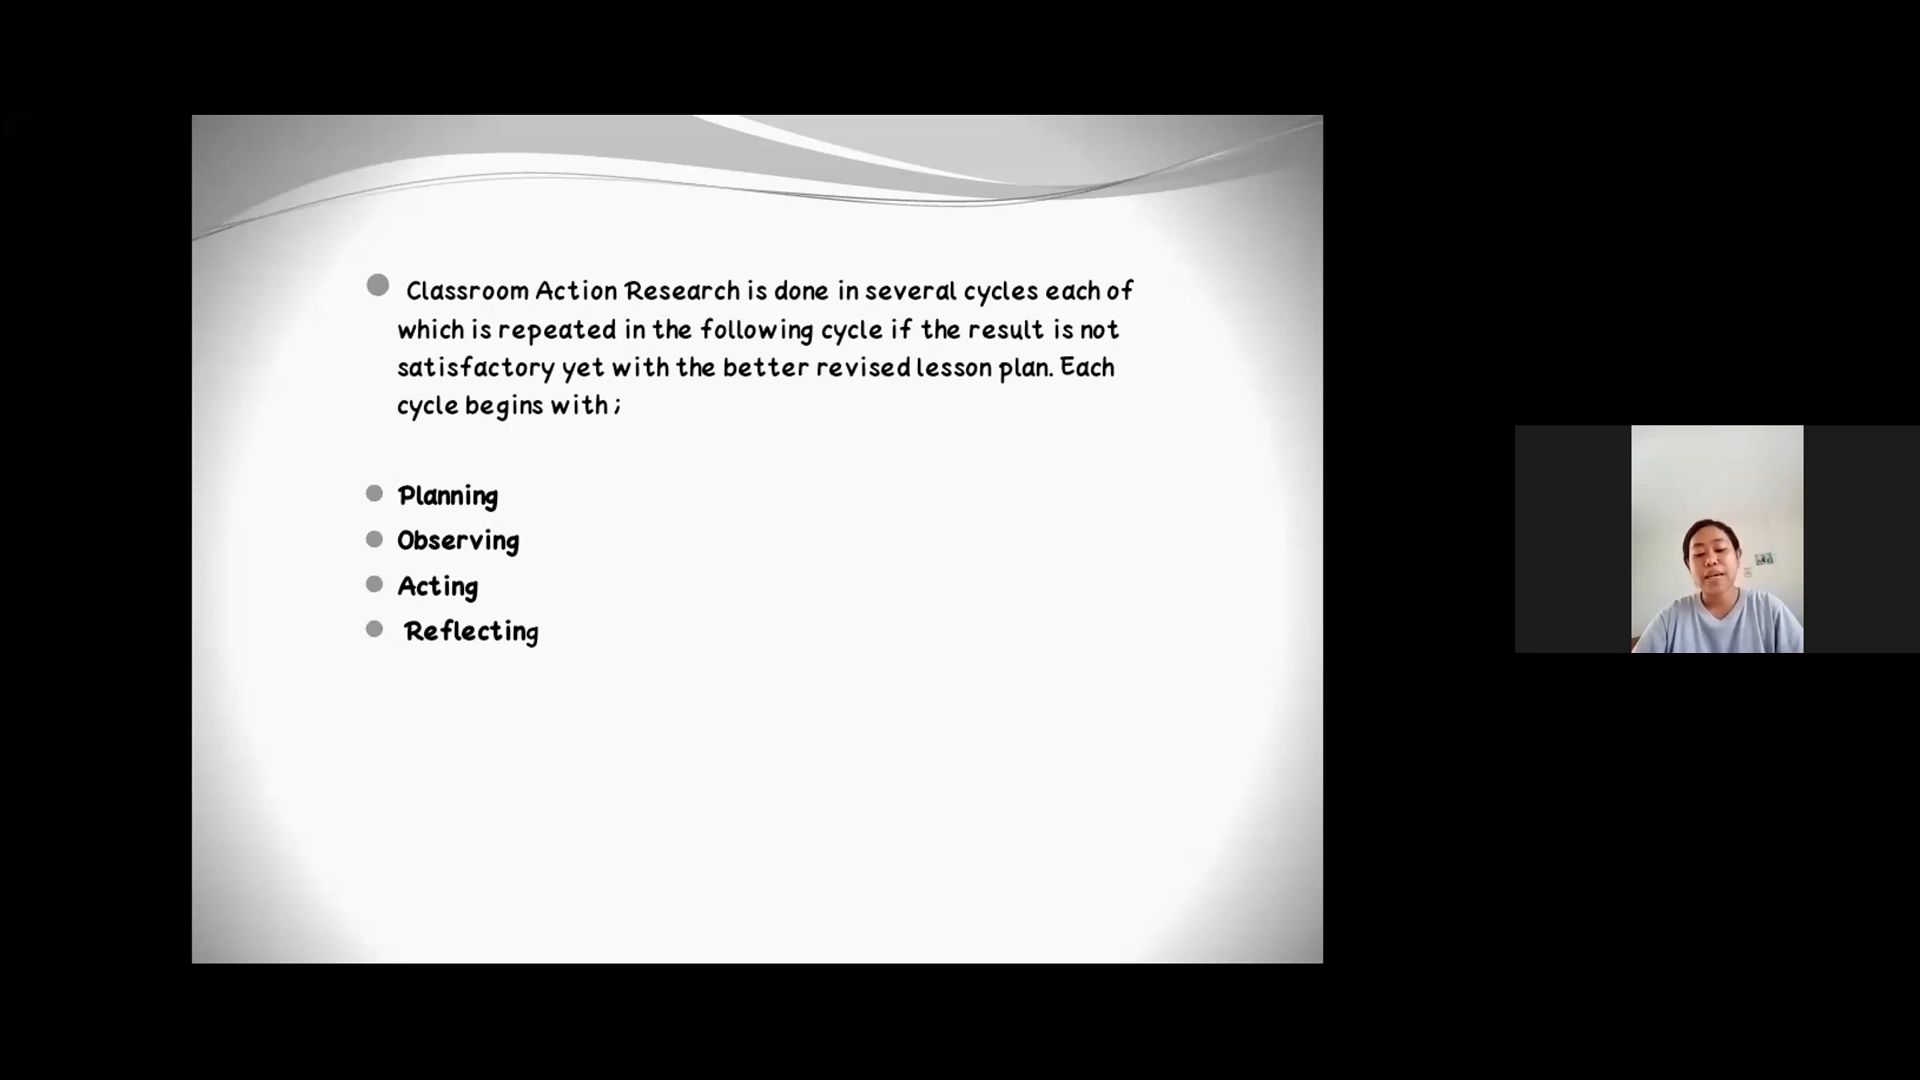 Classroom Action Research is done in several cycles each of
which is repeated in the following cycle if the result is not
satisfactory yet with the better revised lesson plan. Each
cycle begins with ;
Planning
Observing
Acting
Reflecting